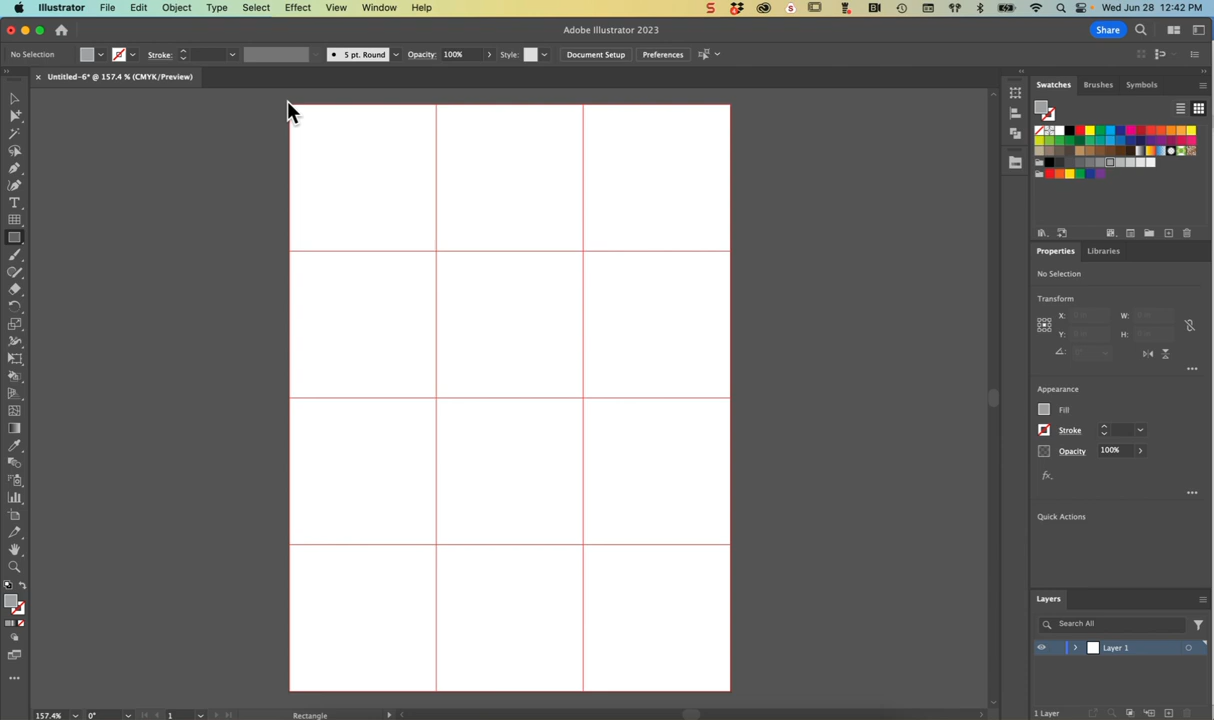 Illustrator File Edit Object Type Select Effect View Window Help Wed Jun 28 12:42 PM
Adobe Illustrator 2023 Share
No Selection Stroke: 5 pt. Round Opacity: 100% Style: Document Setup Preferences
× Untitled-6* @ 157.4 % (CMYK/Preview)
Swatches Brushes Symbols
Properties Libraries
No Selection
Transform
X: W:
Y: H:
Appearance
Fill
Stroke
Opacity 100%
fx.
Quick Actions
Layers
Search All
Layer 1
157.4% 0° 1 Rectangle 1 Layer